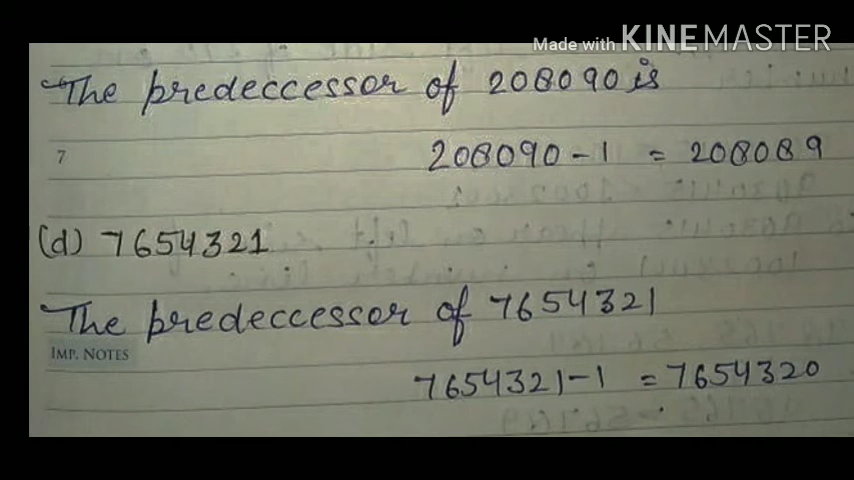 Made with KINEMASTER
The predeccessor of 208090 is
7
208090 - 1 = 208089
(d) 7654321
The predeccessor of 7654321
IMP. NOTES
7654321 - 1 = 7654320